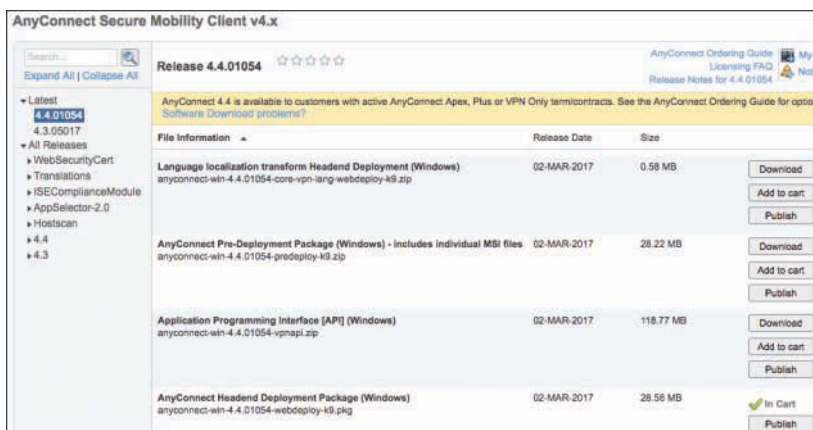 AnyConnect Secure Mobility Client v4.x
Search...
Expand All | Collapse All
Latest
4.4.01054
4.3.05017
All Releases
WebSecurityCert
Translations
ISEComplianceModule
AppSelector-2.0
Hostscan
4.4
4.3
Release 4.4.01054
AnyConnect Ordering Guide
Licensing FAQ
Release Notes for 4.4.01054
My
Not
AnyConnect 4.4 is available to customers with active AnyConnect Apex, Plus or VPN Only term/contracts. See the AnyConnect Ordering Guide for optio
Software Download problems?
File Information Release Date Size
Language localization transform Headend Deployment (Windows) 02-MAR-2017 0.58 MB Download
anyconnect-win-4.4.01054-core-vpn-lang-webdeploy-k9.zip
Add to cart
Publish
AnyConnect Pre-Deployment Package (Windows) - includes individual MSI files 02-MAR-2017 28.22 MB Download
anyconnect-win-4.4.01054-predeploy-k9.zip
Add to cart
Publish
Application Programming Interface [API] (Windows) 02-MAR-2017 118.77 MB Download
anyconnect-win-4.4.01054-vpnapi.zip
Add to cart
Publish
AnyConnect Headend Deployment Package (Windows) 02-MAR-2017 28.56 MB In Cart
anyconnect-win-4.4.01054-webdeploy-k9.pkg
Publish